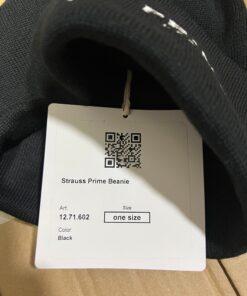 Strauss Prime Beanie
Art. Size
12.71.602 one size
Color
Black